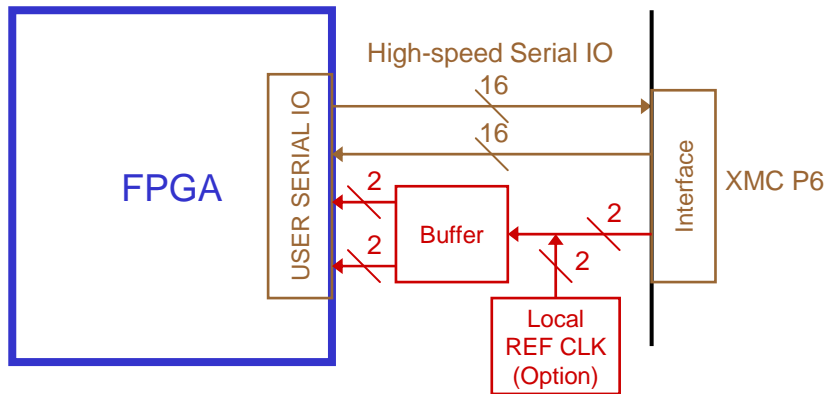 High-speed Serial IO
16
16
USER SERIAL IO
FPGA
Interface
XMC P6
2
2
Buffer
2
2
Local
REF CLK
(Option)